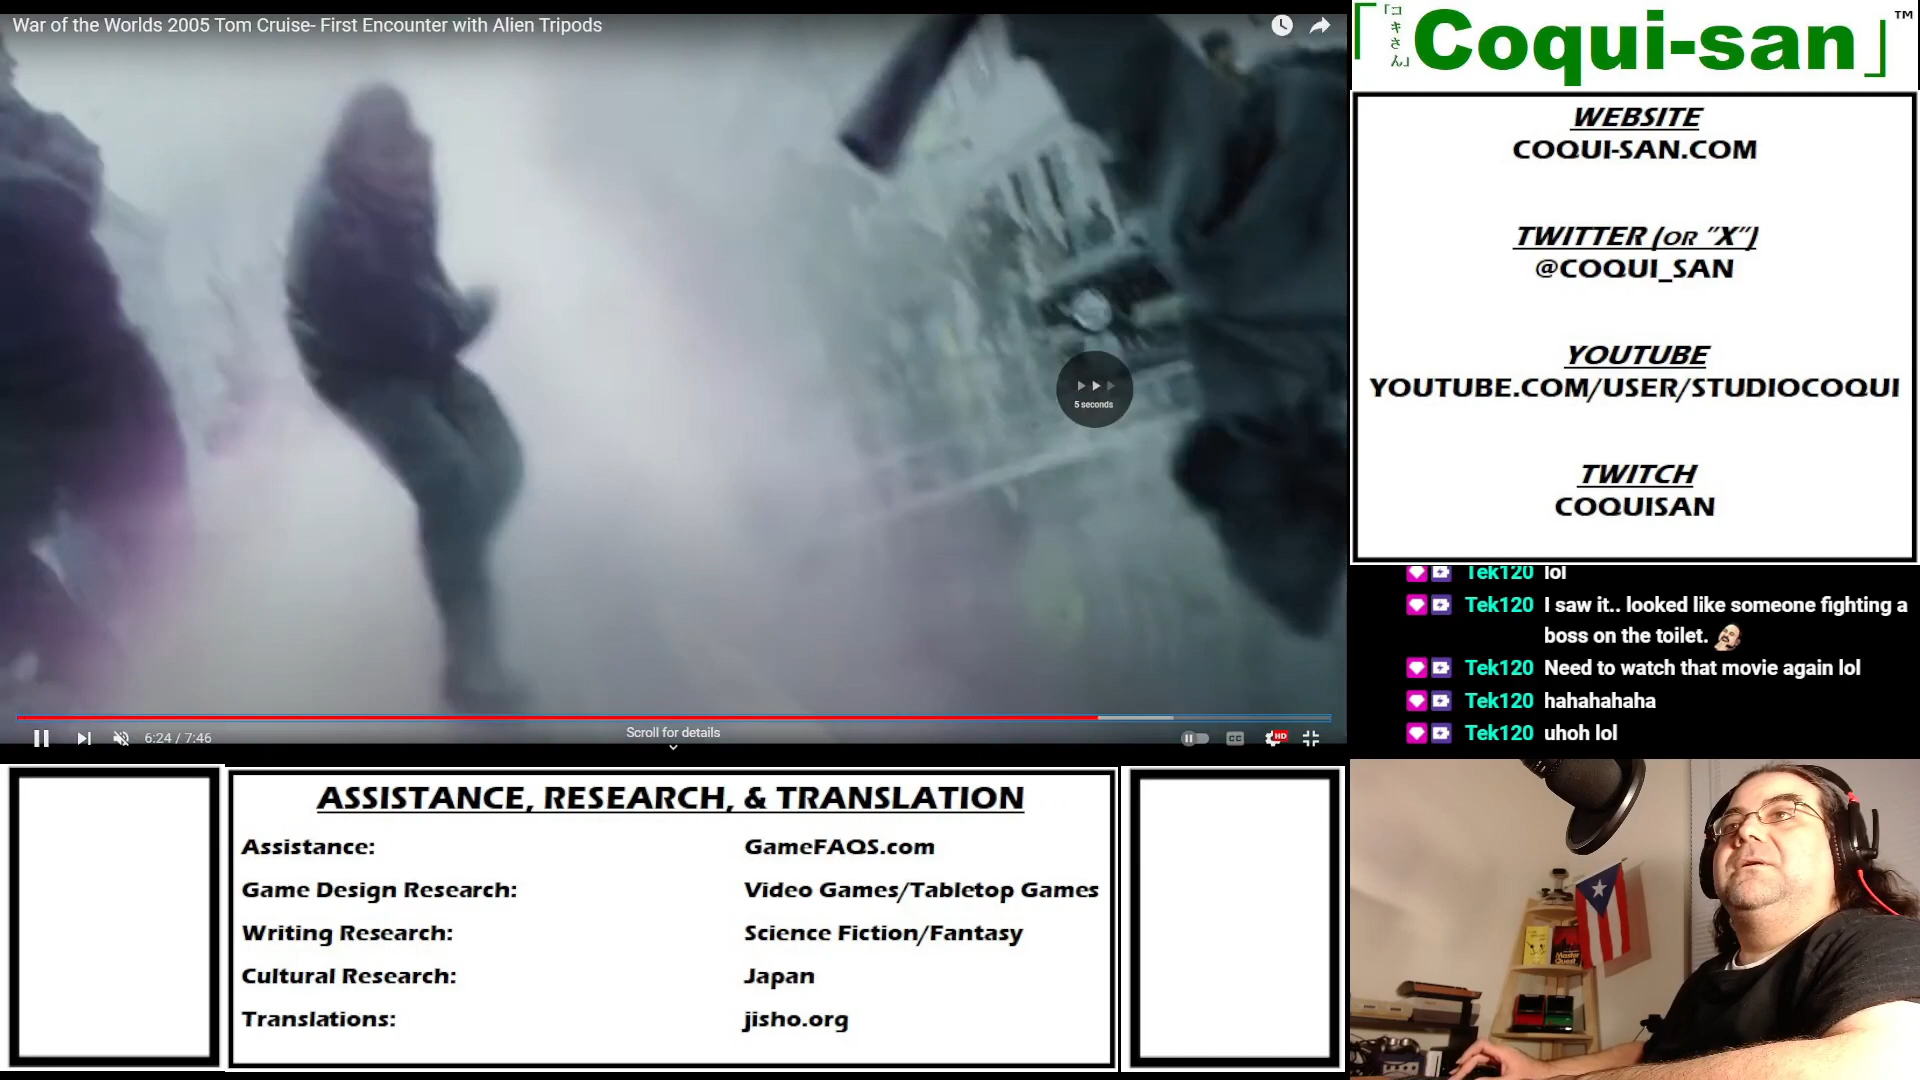 War of the Worlds 2005 Tom Cruise- First Encounter with Alien Tripods
5 seconds
6:24 / 7:46
Scroll for details
CC
HD
「コキさん」
「Coqui-san」™
WEBSITE
COQUI-SAN.COM
TWITTER (OR "X")
@COQUI_SAN
YOUTUBE
YOUTUBE.COM/USER/STUDIOCOQUI
TWITCH
COQUISAN
Tek120 lol
Tek120 I saw it.. looked like someone fighting a
boss on the toilet.
Tek120 Need to watch that movie again lol
Tek120 hahahahaha
Tek120 uhoh lol
ASSISTANCE, RESEARCH, & TRANSLATION
Assistance: GameFAQS.com
Game Design Research: Video Games/Tabletop Games
Writing Research: Science Fiction/Fantasy
Cultural Research: Japan
Translations: jisho.org
Master
Quest